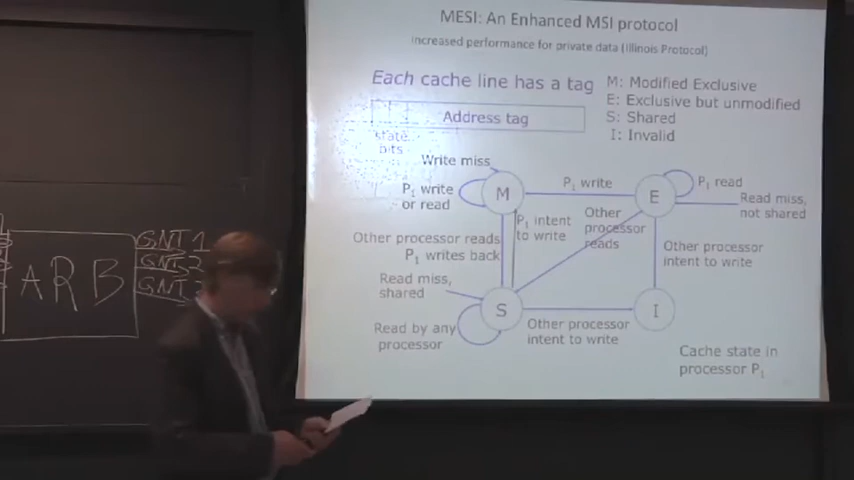 MESI: An Enhanced MSI protocol
increased performance for private data (Illinois Protocol)
Each cache line has a tag
M: Modified Exclusive
E: Exclusive but unmodified
S: Shared
I: Invalid
Address tag
state
bits
Write miss
P1 write
or read
M
P1 write
E
P1 read
Read miss,
not shared
P1 intent
to write
Other
processor
reads
Other processor reads
P1 writes back
Other processor
intent to write
Read miss,
shared
S
I
Read by any
processor
Other processor
intent to write
Cache state in
processor P1
ARB
GNT 1
GNT 2
GNT 3